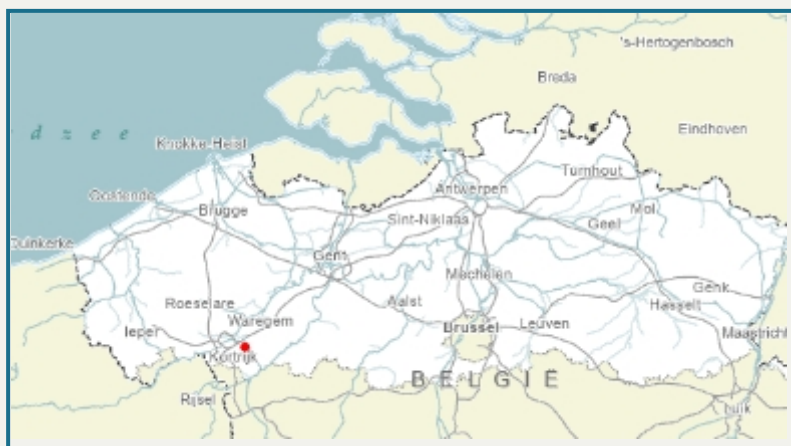 's-Hertogenbosch
Breda
dzee
Eindhoven
Knokke-Heist
Turnhout
Antwerpen
Oostende
Brugge
Mol
Sint-Niklaas
Geel
Duinkerke
Gent
Mechelen
Genk
Roeselare
Aalst
Hasselt
Waregem
Ieper
Brussel
Leuven
Maastricht
Kortrijk
BELGIË
Rijsel
Luik